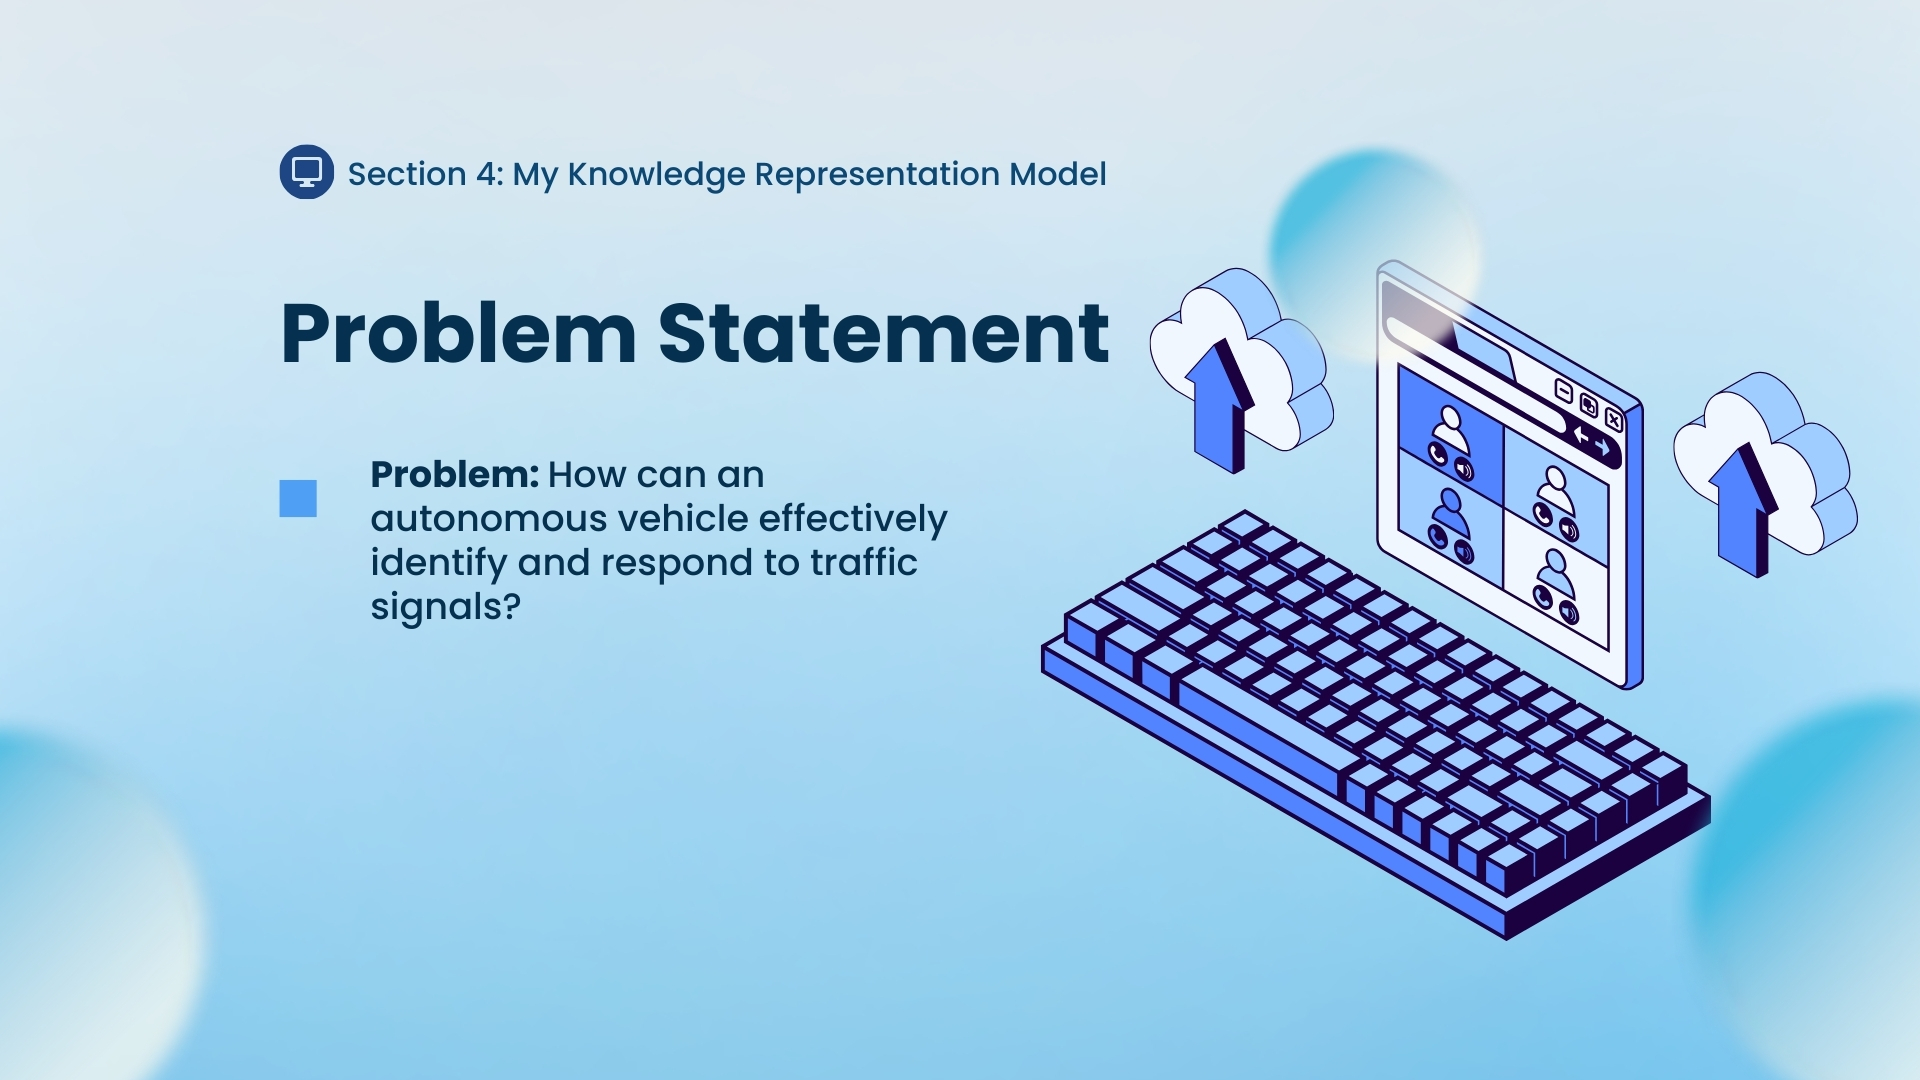 Section 4: My Knowledge Representation Model
Problem Statement
Problem: How can an
autonomous vehicle effectively
identify and respond to traffic
signals?